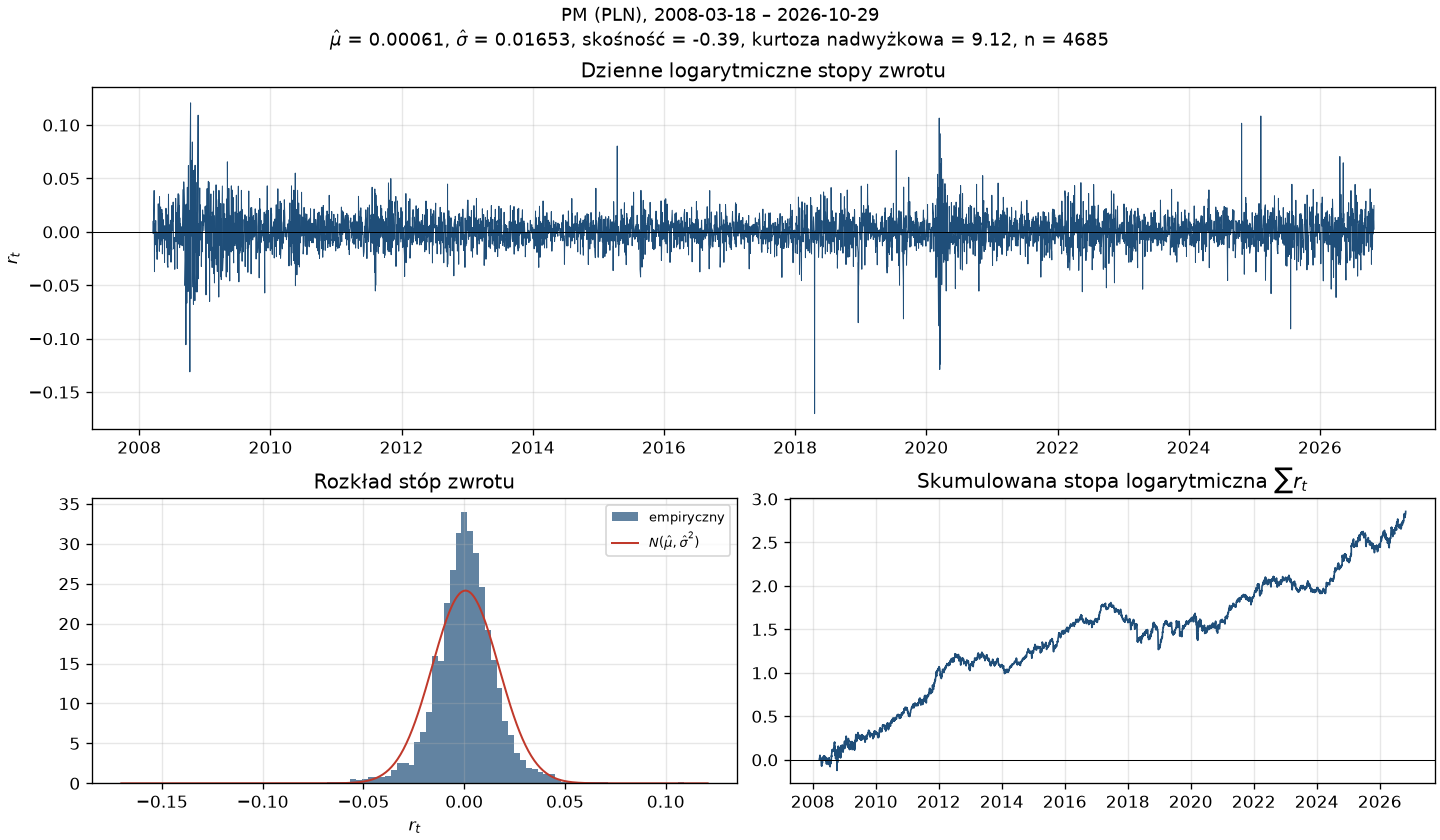 PM (PLN), 2008-03-18 – 2026-10-29
μ̂ = 0.00061, σ̂ = 0.01653, skośność = -0.39, kurtoza nadwyżkowa = 9.12, n = 4685
Dzienne logarytmiczne stopy zwrotu
r_t
0.10
0.05
0.00
−0.05
−0.10
−0.15
2008 2010 2012 2014 2016 2018 2020 2022 2024 2026
Rozkład stóp zwrotu
empiryczny
N(μ̂, σ̂²)
35
30
25
20
15
10
5
0
−0.15 −0.10 −0.05 0.00 0.05 0.10
r_t
Skumulowana stopa logarytmiczna ∑r_t
3.0
2.5
2.0
1.5
1.0
0.5
0.0
2008 2010 2012 2014 2016 2018 2020 2022 2024 2026